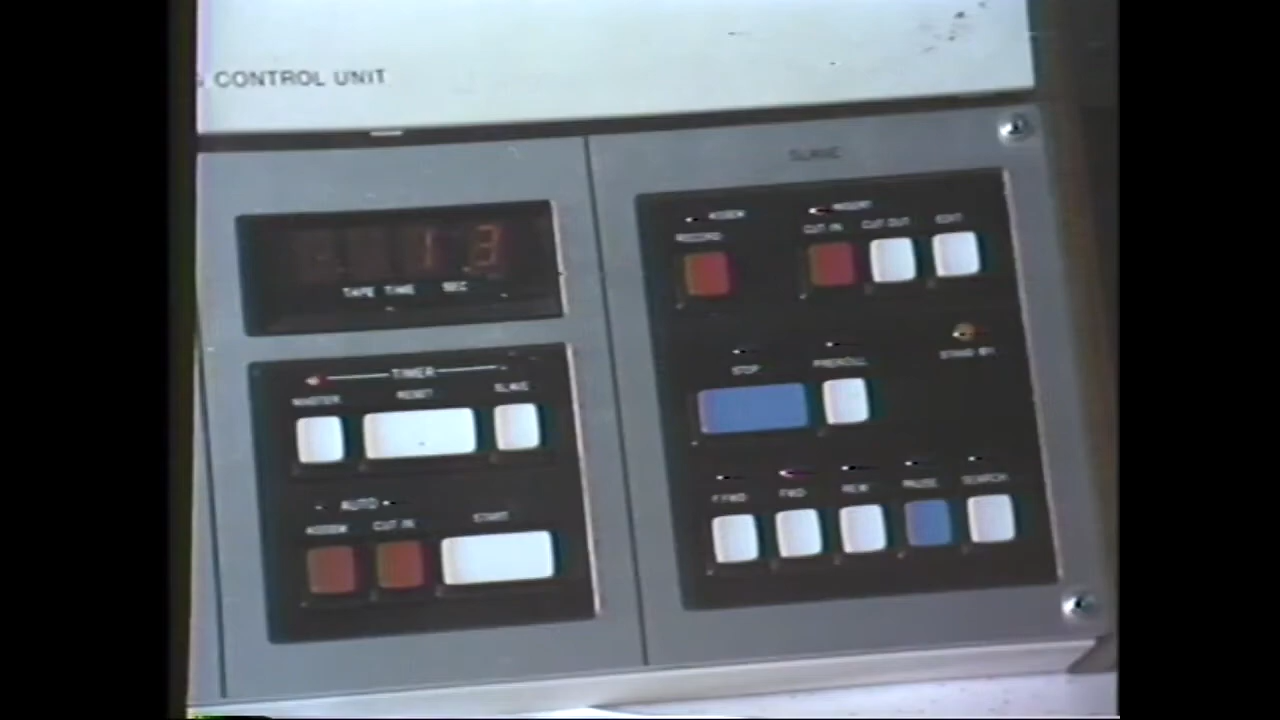 CONTROL UNIT
13
TAPE TIME SEC
TIMER
MASTER RESET SLAVE
AUTO
ASSEM CUT IN START
SLAVE
ASSEM INSERT
RECORD CUT IN CUT OUT EDIT
STAND BY
STOP PREROLL
F FWD FWD REW PAUSE SEARCH